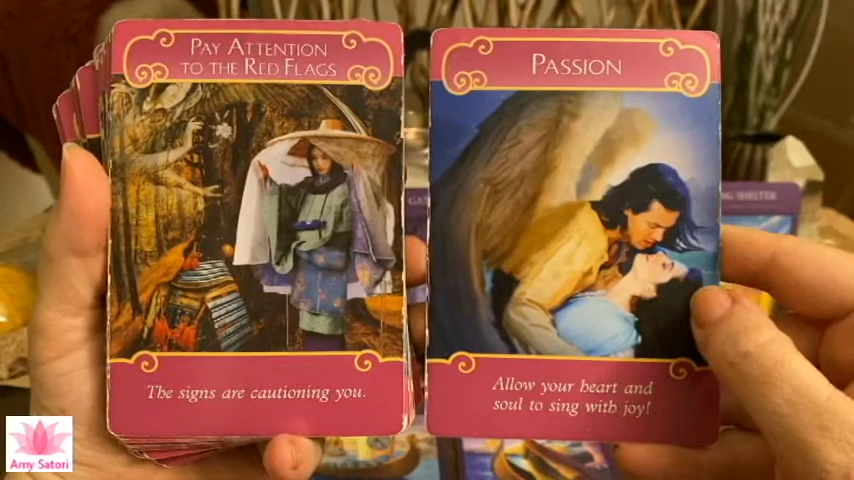 PAY ATTENTION
TO THE RED FLAGS
The signs are cautioning you.
PASSION
Allow your heart and
soul to sing with joy!
SHELTER
Amy Satori